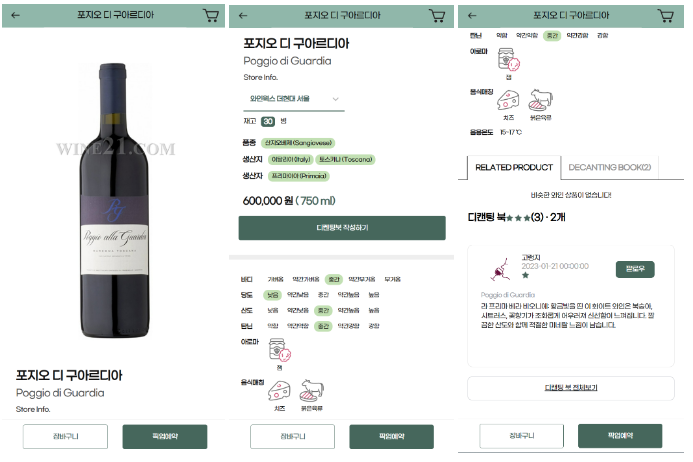 포지오 디 구아르디아
WINE21.COM
Poggio alla Guardia
포지오 디 구아르디아
Poggio di Guardia
Store Info.
장바구니
픽업예약
포지오 디 구아르디아
포지오 디 구아르디아
Poggio di Guardia
Store Info.
와인웍스 더현대 서울
재고 30 병
품종 산지오베제 (Sangiovese)
생산지 이탈리아 (Italy) 토스카나 (Toscana)
생산자 프리마이아 (Primaia)
600,000 원 ( 750 ml)
디캔팅북 작성하기
바디 가벼움 약간가벼움 중간 약간무거움 무거움
당도 낮음 약간낮음 중간 약간높음 높음
산도 낮음 약간낮음 중간 약간높음 높음
탄닌 약함 약간약함 중간 약간강함 강함
아로마
잼
음식매칭
치즈 붉은육류
장바구니
픽업예약
포지오 디 구아르디아
탄닌 약함 약간약함 중간 약간강함 강함
아로마
잼
음식매칭
치즈 붉은육류
음용온도 15-17℃
RELATED PRODUCT
DECANTING BOOK(2)
비슷한 와인 상품이 없습니다!
디캔팅 북★★★(3) · 2개
고렁지
2023-01-21 00:00:00
★
팔로우
Poggio di Guardia
라 프리마 베라 비오니에: 황금빛을 띤 이 화이트 와인은 복숭아,
시트러스, 꽃향기가 조화롭게 어우러져 신선함이 느껴집니다. 깔
끔한 산도와 함께 적절한 미네랄 느낌이 남습니다.
디캔팅 북 전체보기
장바구니
픽업예약